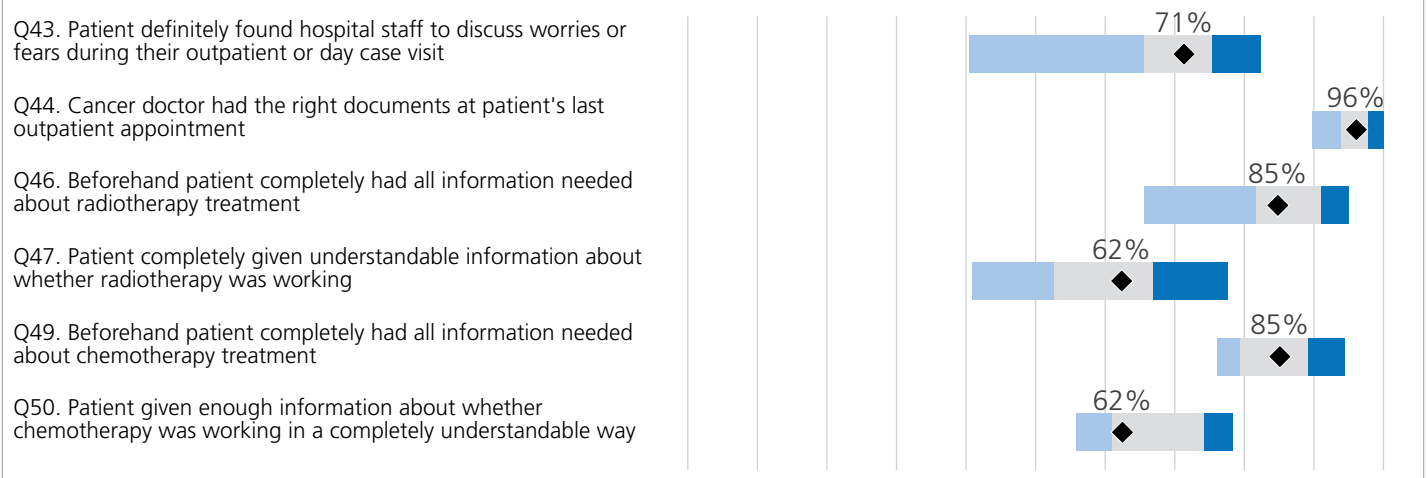 71%
Q43. Patient definitely found hospital staff to discuss worries or
fears during their outpatient or day case visit
96%
Q44. Cancer doctor had the right documents at patient's last
outpatient appointment
85%
Q46. Beforehand patient completely had all information needed
about radiotherapy treatment
62%
Q47. Patient completely given understandable information about
whether radiotherapy was working
85%
Q49. Beforehand patient completely had all information needed
about chemotherapy treatment
62%
Q50. Patient given enough information about whether
chemotherapy was working in a completely understandable way